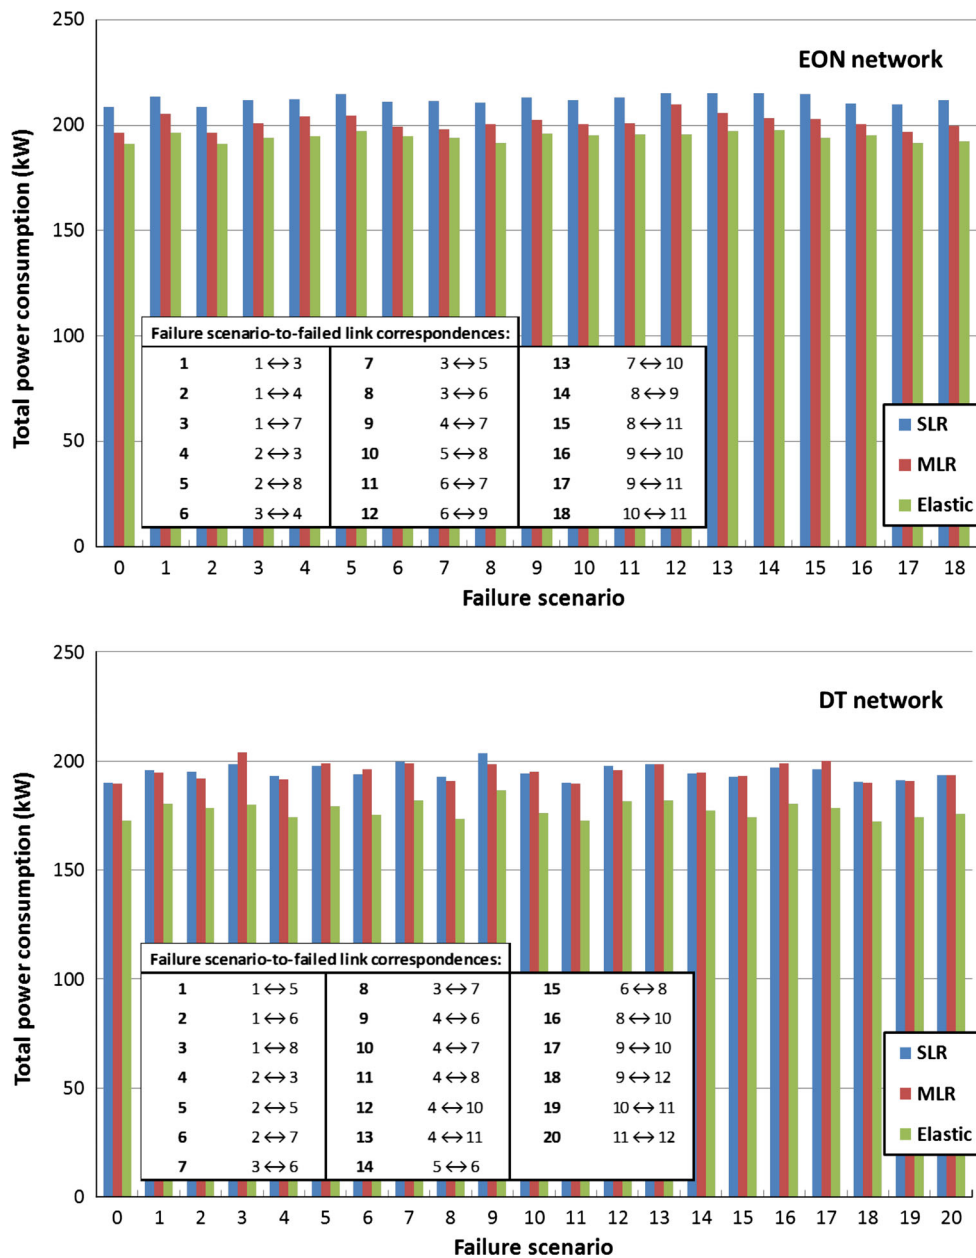 250
EON network
200
150
100
50
0
Total power consumption (kW)
Failure scenario-to-failed link correspondences:
1 1↔3 7 3↔5 13 7↔10
2 1↔4 8 3↔6 14 8↔9
3 1↔7 9 4↔7 15 8↔11
4 2↔3 10 5↔8 16 9↔10
5 2↔8 11 6↔7 17 9↔11
6 3↔4 12 6↔9 18 10↔11
SLR
MLR
Elastic
0 1 2 3 4 5 6 7 8 9 10 11 12 13 14 15 16 17 18
Failure scenario
250
DT network
200
150
100
50
0
Total power consumption (kW)
Failure scenario-to-failed link correspondences:
1 1↔5 8 3↔7 15 6↔8
2 1↔6 9 4↔6 16 8↔10
3 1↔8 10 4↔7 17 9↔10
4 2↔3 11 4↔8 18 9↔12
5 2↔5 12 4↔10 19 10↔11
6 2↔7 13 4↔11 20 11↔12
7 3↔6 14 5↔6
SLR
MLR
Elastic
0 1 2 3 4 5 6 7 8 9 10 11 12 13 14 15 16 17 18 19 20
Failure scenario